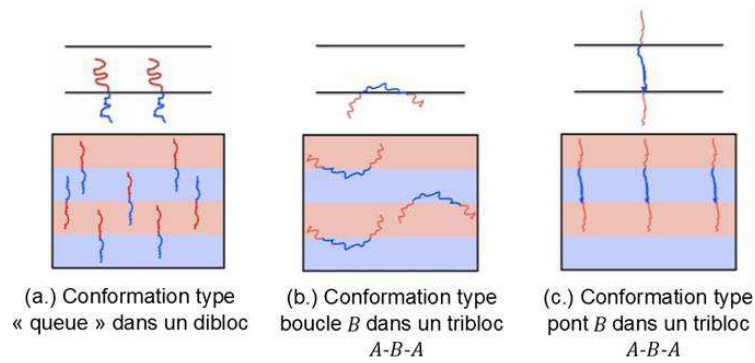 (a.) Conformation type
« queue » dans un dibloc
(b.) Conformation type
boucle B dans un tribloc
A-B-A
(c.) Conformation type
pont B dans un tribloc
A-B-A